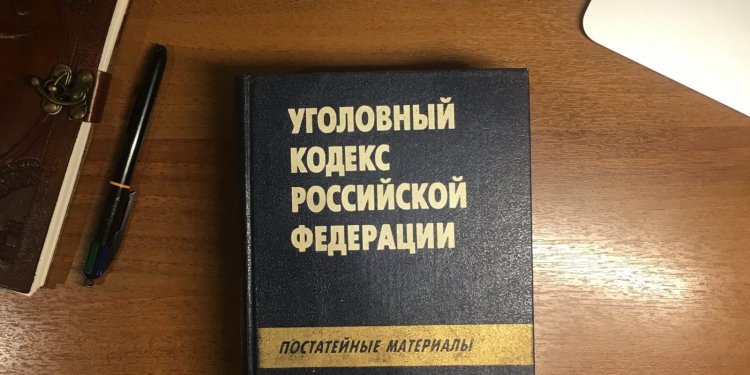 УГОЛОВНЫЙ
КОДЕКС
РОССИЙСКОЙ
ФЕДЕРАЦИИ
ПОСТАТЕЙНЫЕ МАТЕРИАЛЫ